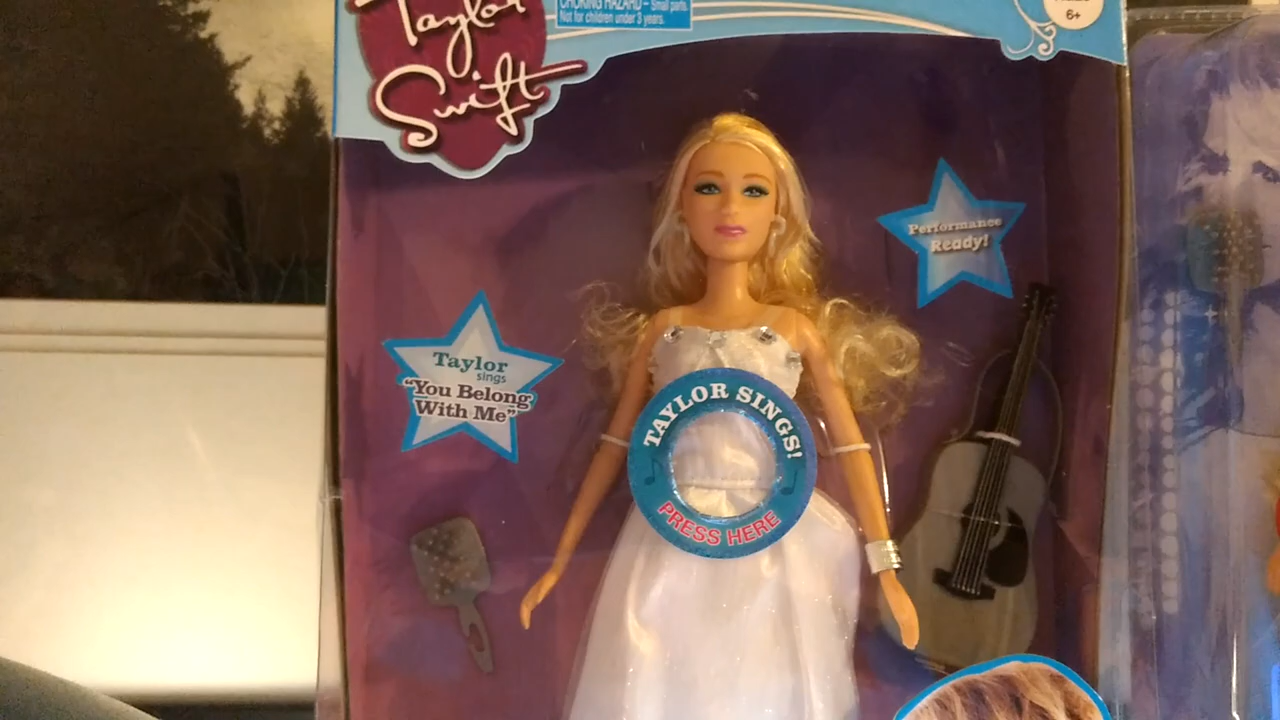 Taylor
Swift
CHOKING HAZARD – Small parts.
Not for children under 3 years.
6+
Performance
Ready!
Taylor
sings
"You Belong
With Me"
TAYLOR SINGS!
PRESS HERE